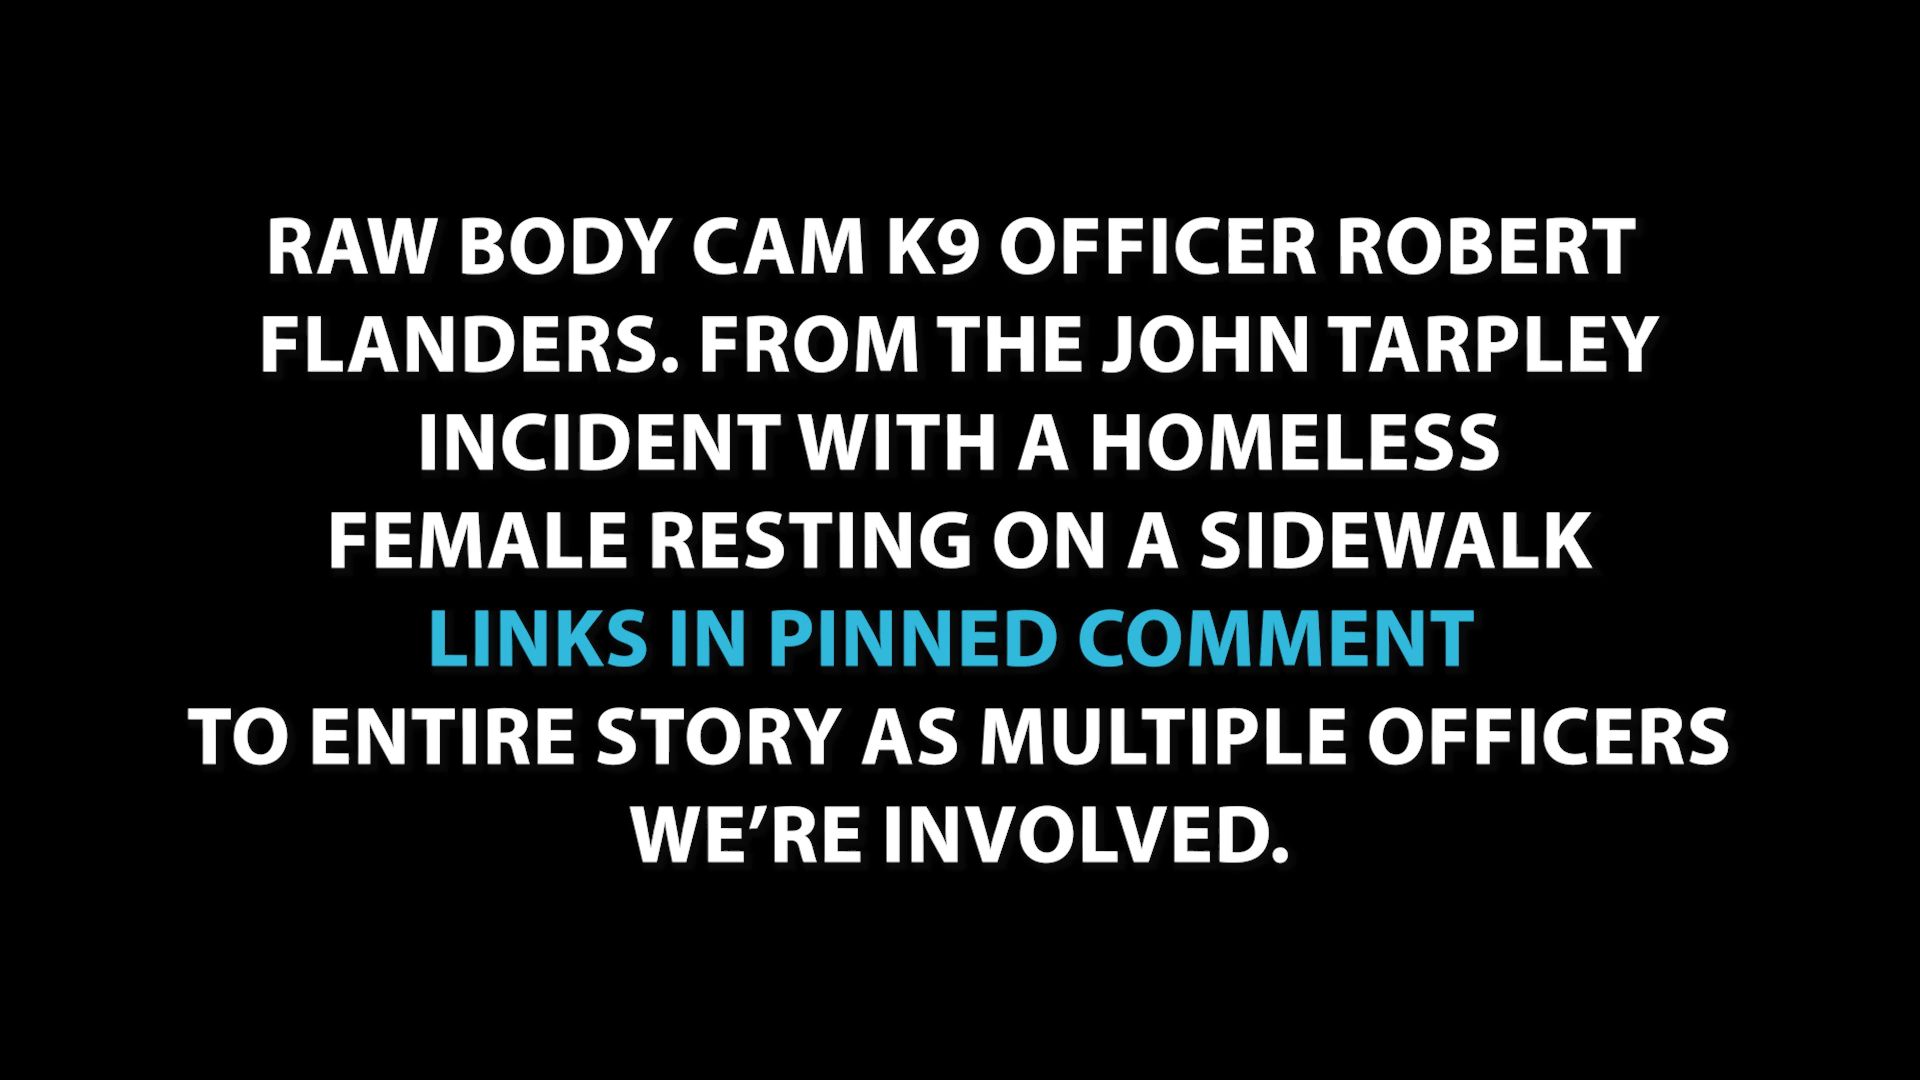 RAW BODY CAM K9 OFFICER ROBERT
FLANDERS. FROM THE JOHN TARPLEY
INCIDENT WITH A HOMELESS
FEMALE RESTING ON A SIDEWALK
LINKS IN PINNED COMMENT
TO ENTIRE STORY AS MULTIPLE OFFICERS
WE’RE INVOLVED.